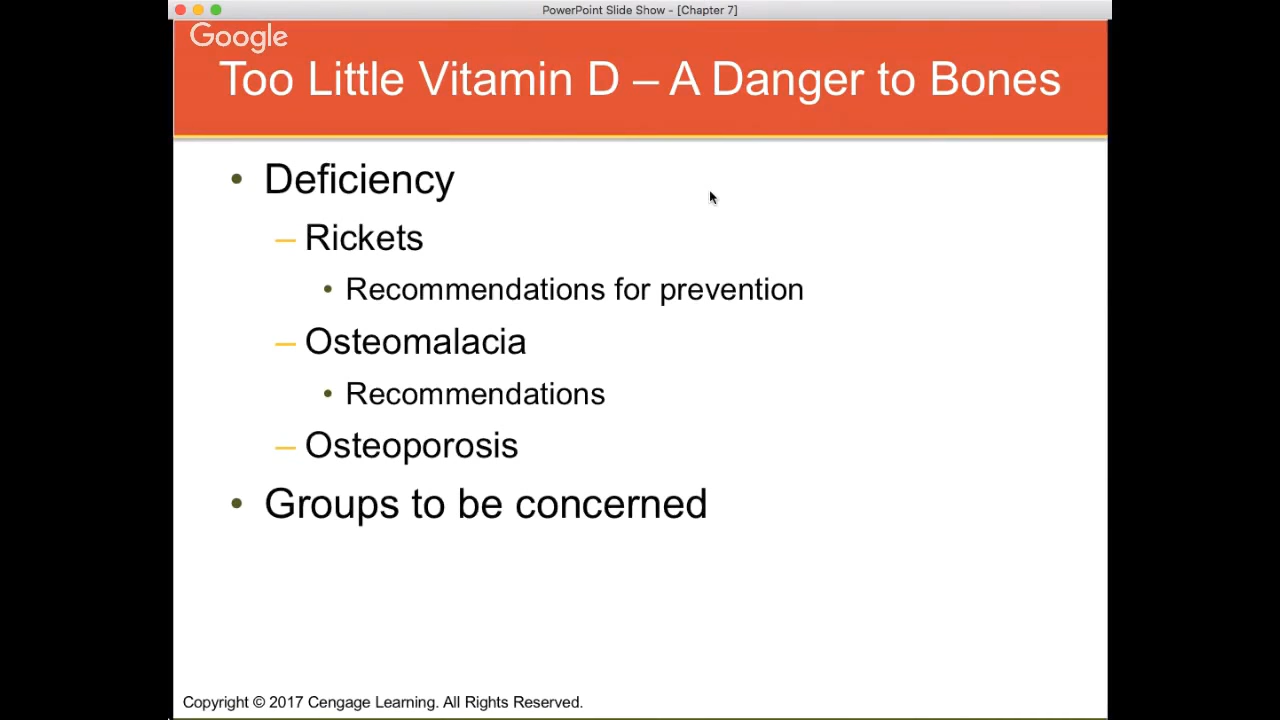 PowerPoint Slide Show - [Chapter 7]
Google
Too Little Vitamin D – A Danger to Bones
• Deficiency
– Rickets
• Recommendations for prevention
– Osteomalacia
• Recommendations
– Osteoporosis
• Groups to be concerned
Copyright © 2017 Cengage Learning. All Rights Reserved.